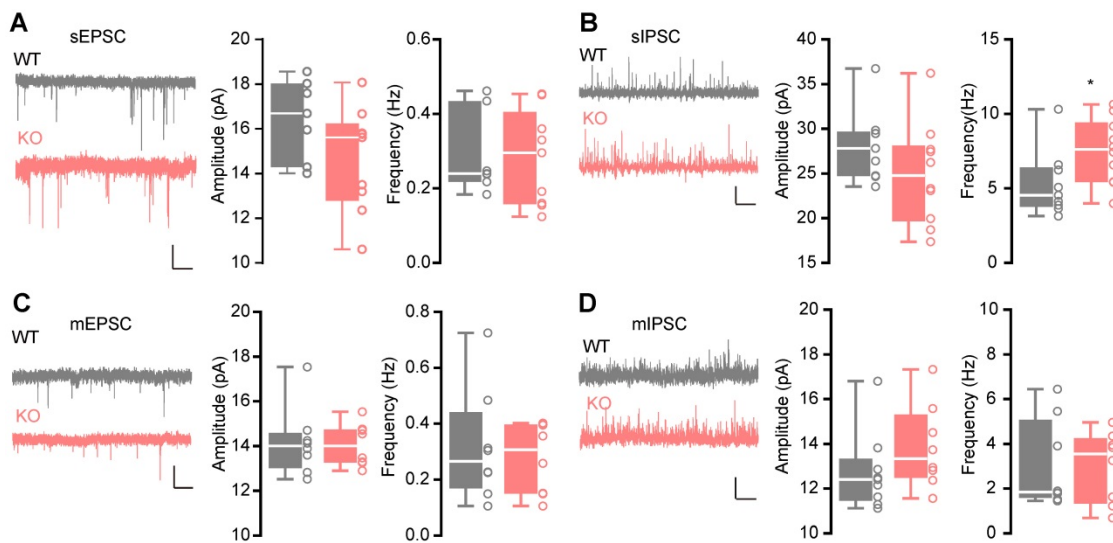 A
sEPSC
WT
KO
Amplitude (pA)
20
18
16
14
12
10
Frequency (Hz)
0.6
0.4
0.2
0.0
B
sIPSC
WT
KO
Amplitude (pA)
40
35
30
25
20
15
Frequency(Hz)
15
10
5
0
*
C
mEPSC
WT
KO
Amplitude (pA)
20
18
16
14
12
10
Frequency (Hz)
0.8
0.6
0.4
0.2
0.0
D
mIPSC
WT
KO
Amplitude (pA)
20
18
16
14
12
10
Frequency (Hz)
10
8
6
4
2
0